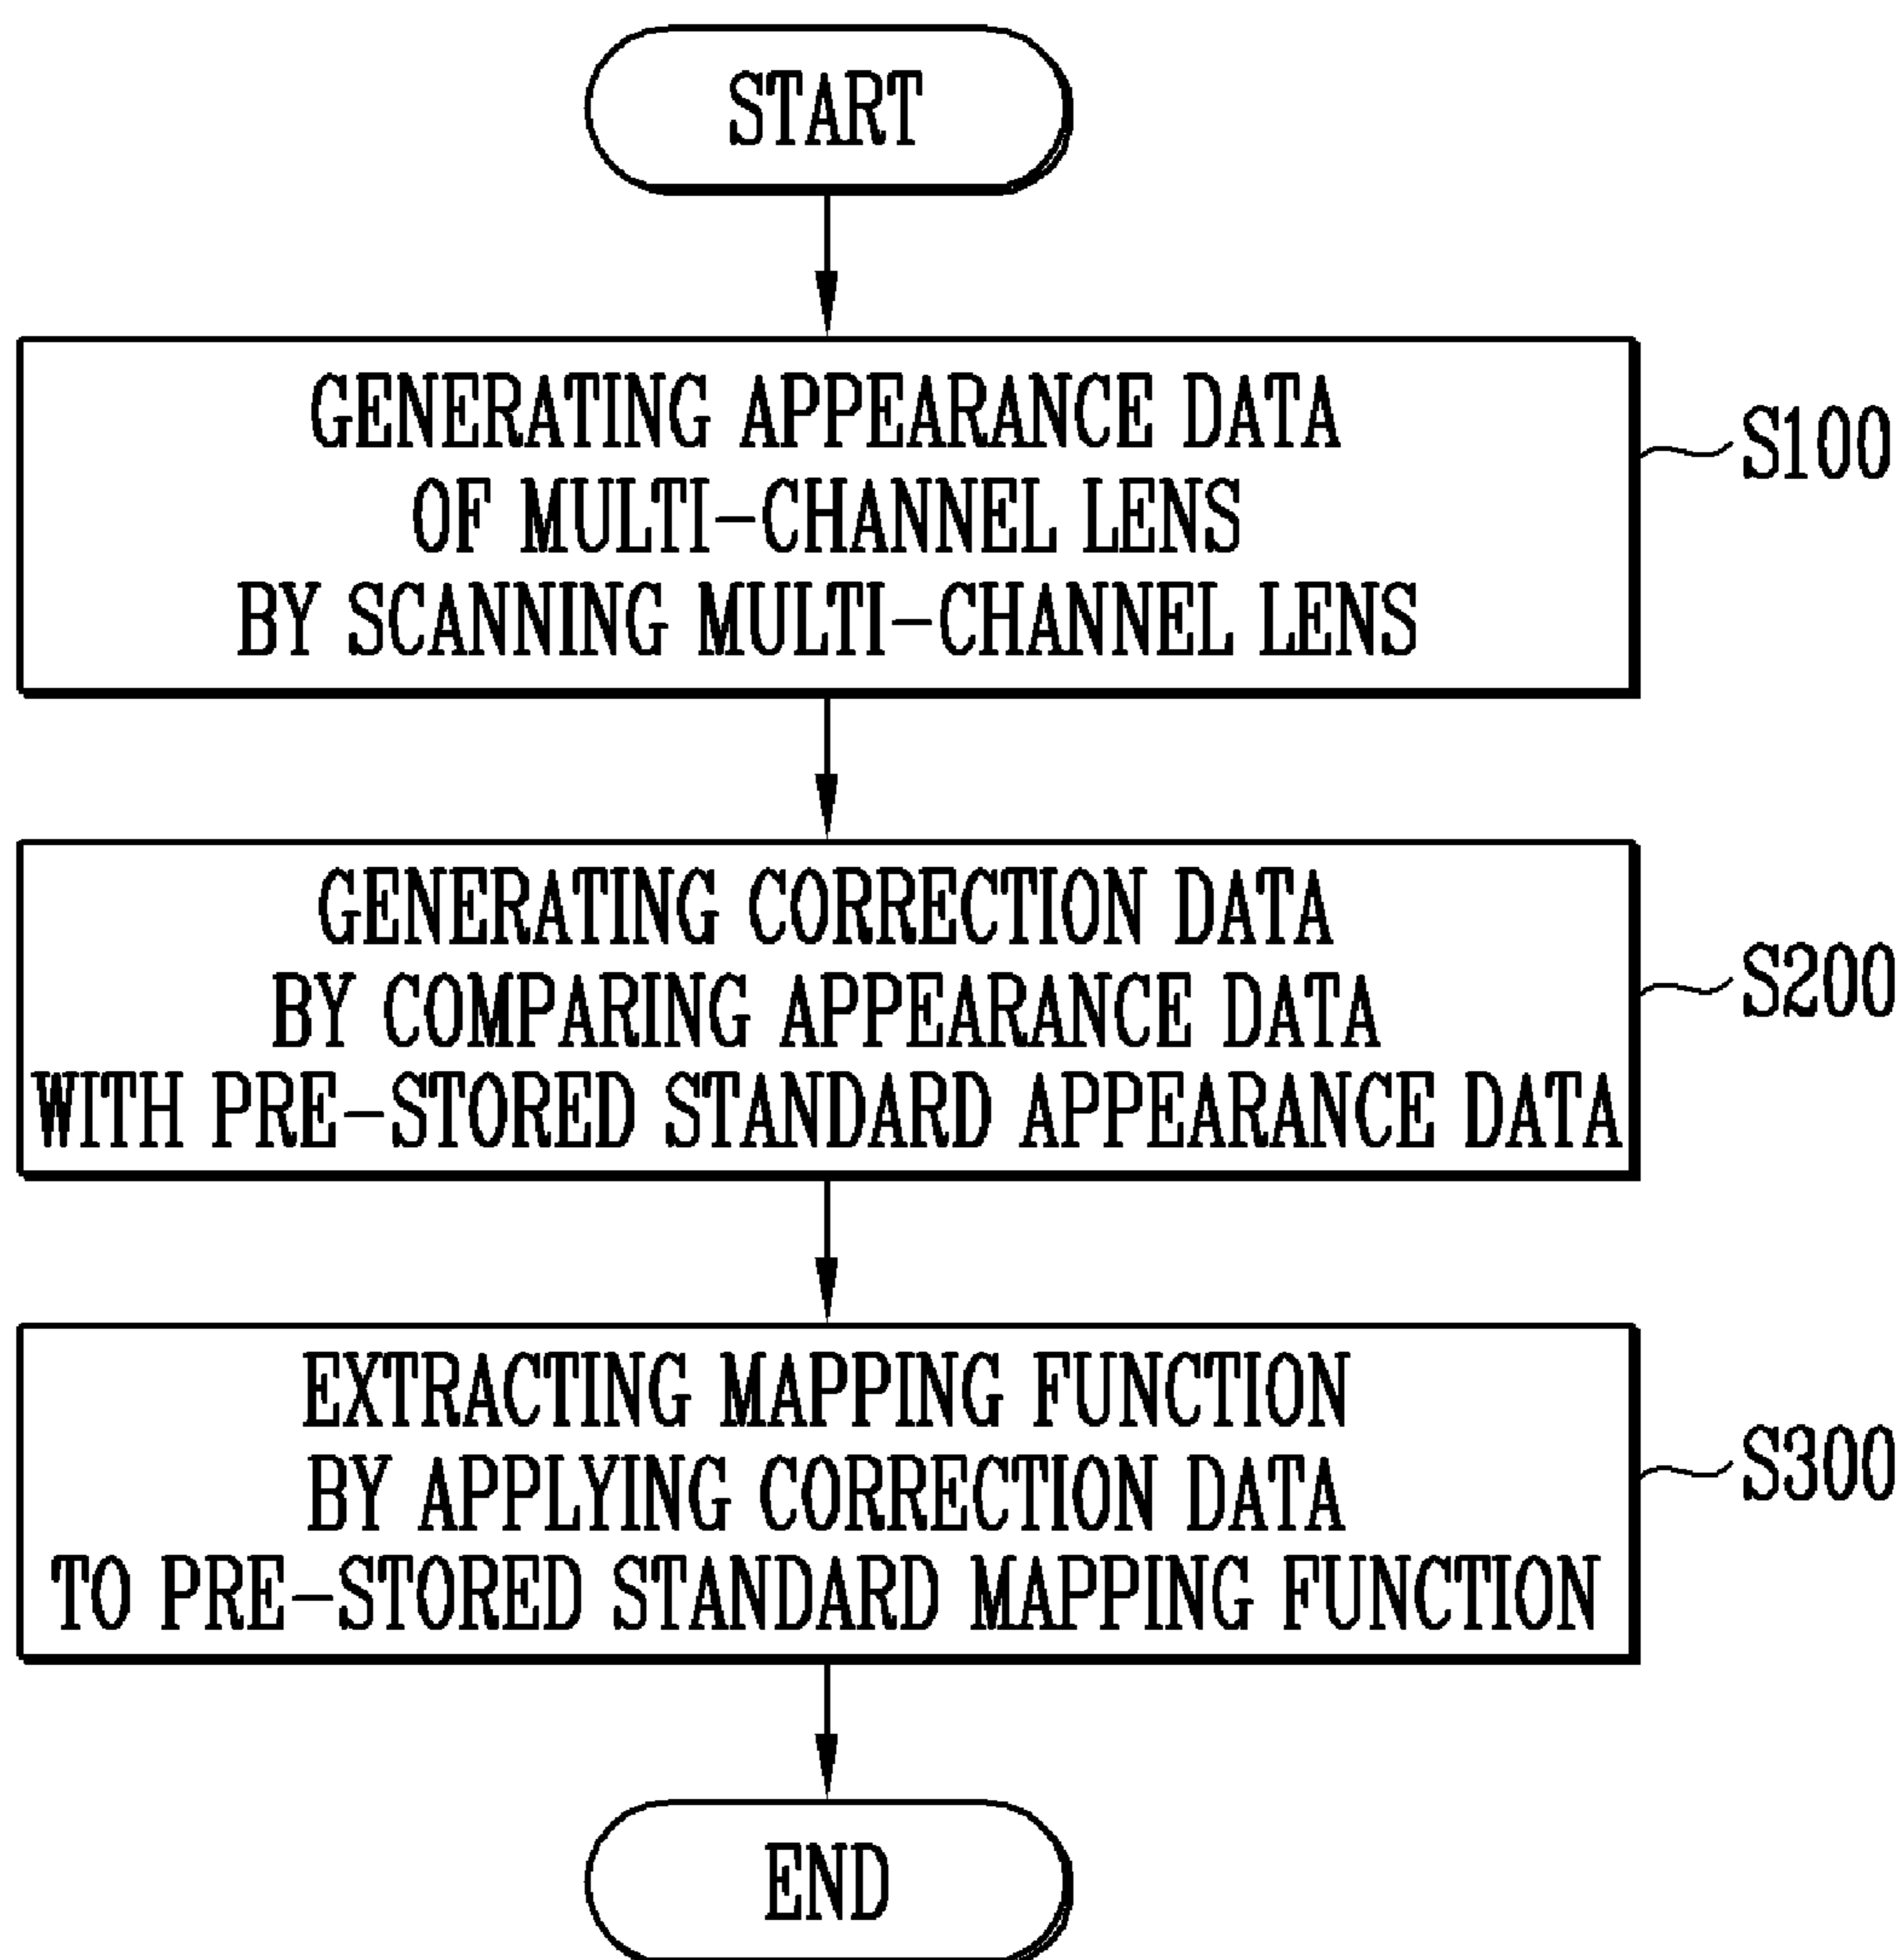 START
GENERATING APPEARANCE DATA
OF MULTI-CHANNEL LENS
BY SCANNING MULTI-CHANNEL LENS
S100
GENERATING CORRECTION DATA
BY COMPARING APPEARANCE DATA
WITH PRE-STORED STANDARD APPEARANCE DATA
S200
EXTRACTING MAPPING FUNCTION
BY APPLYING CORRECTION DATA
TO PRE-STORED STANDARD MAPPING FUNCTION
S300
END